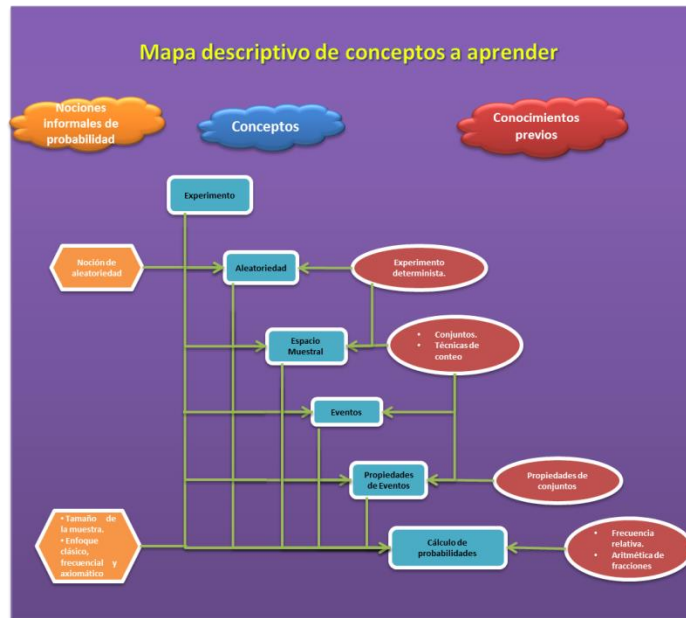 Mapa descriptivo de conceptos a aprender
Nociones
informales de
probabilidad
Conceptos
Conocimientos
previos
Experimento
Noción de
aleatoriedad
Aleatoriedad
Experimento
determinista.
Espacio
Muestral
• Conjuntos.
• Técnicas de
conteo
Eventos
Propiedades
de Eventos
Propiedades de
conjuntos
• Tamaño de
la muestra.
• Enfoque
clásico,
frecuencial y
axiomático
Cálculo de
probabilidades
• Frecuencia
relativa.
• Aritmética de
fracciones